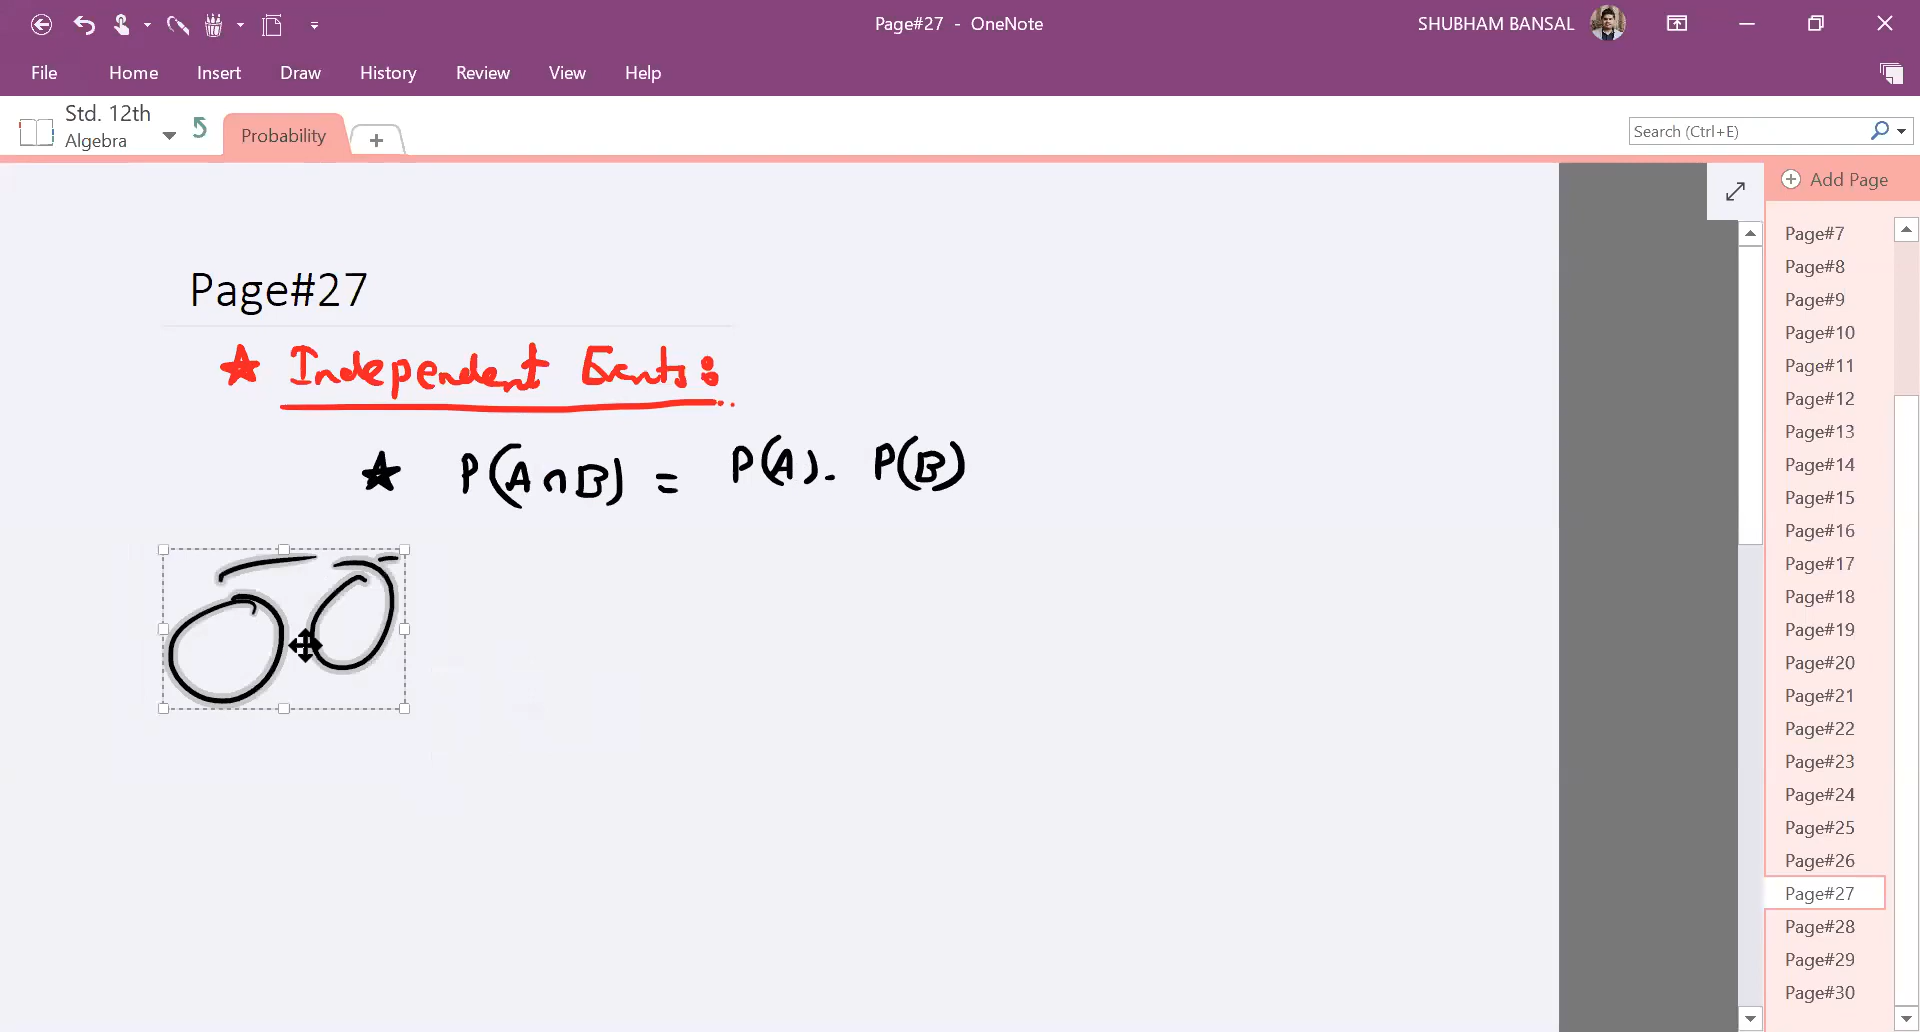 Page#27 - OneNote
SHUBHAM BANSAL
File Home Insert Draw History Review View Help
Std. 12th
Algebra
Probability
+
Search (Ctrl+E)
Add Page
Page#27
★ Independent Events:
★ P(A∩B) = P(A). P(B)
Page#7
Page#8
Page#9
Page#10
Page#11
Page#12
Page#13
Page#14
Page#15
Page#16
Page#17
Page#18
Page#19
Page#20
Page#21
Page#22
Page#23
Page#24
Page#25
Page#26
Page#27
Page#28
Page#29
Page#30